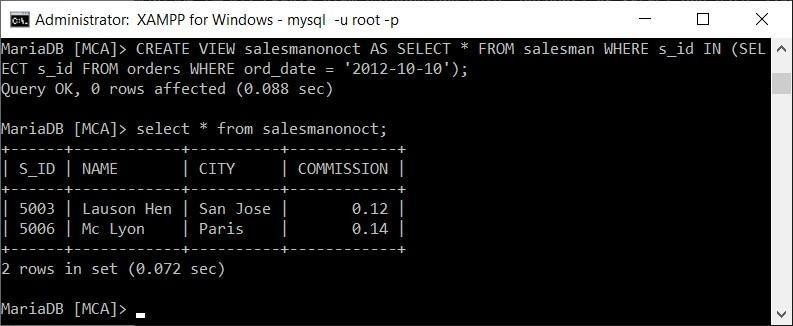 Administrator:  XAMPP for Windows - mysql  -u root -p
MariaDB [MCA]> CREATE VIEW salesmanonoct AS SELECT * FROM salesman WHERE s_id IN (SEL
ECT s_id FROM orders WHERE ord_date = '2012-10-10');
Query OK, 0 rows affected (0.088 sec)
MariaDB [MCA]> select * from salesmanonoct;
+------+------------+----------+------------+
| S_ID | NAME       | CITY     | COMMISSION |
+------+------------+----------+------------+
| 5003 | Lauson Hen | San Jose |       0.12 |
| 5006 | Mc Lyon    | Paris    |       0.14 |
+------+------------+----------+------------+
2 rows in set (0.072 sec)
MariaDB [MCA]>